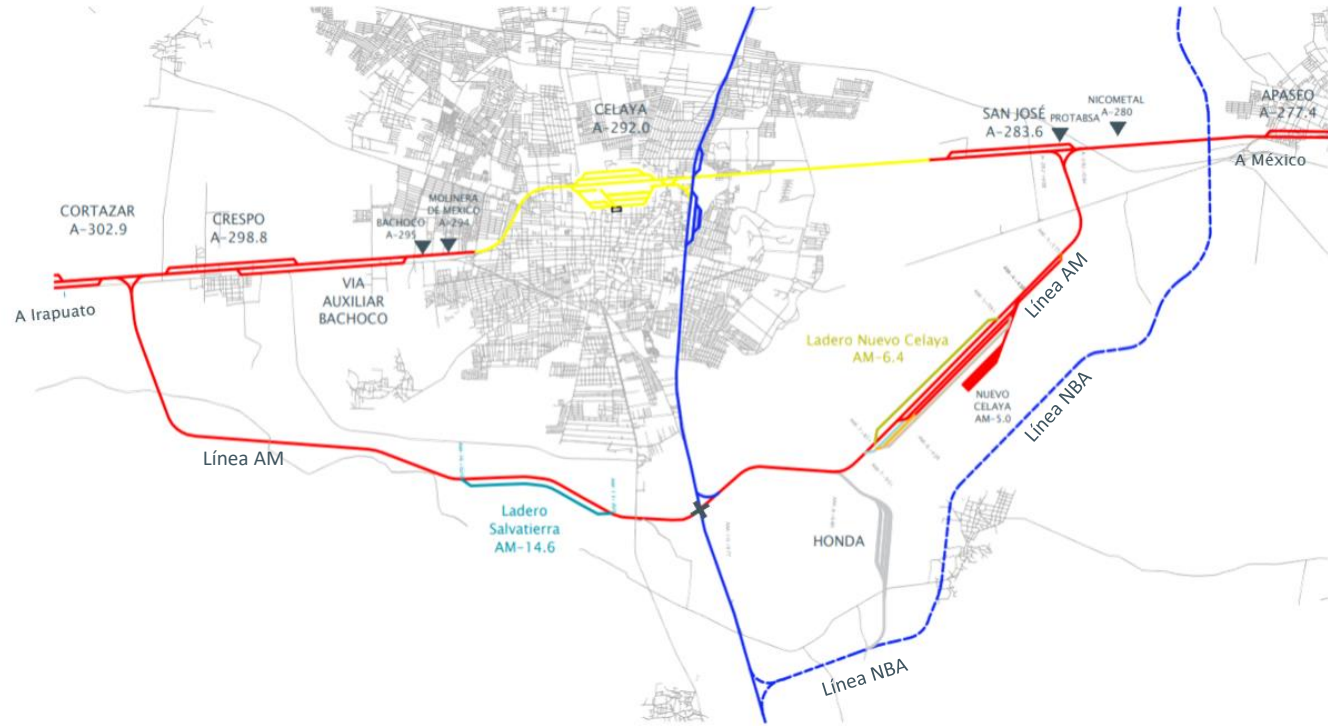 CELAYA
A-292.0
SAN JOSÉ
A-283.6
PROTABSA
NICOMETAL
A-280
APASEO
A-277.4
A México
CORTAZAR
A-302.9
CRESPO
A-298.8
BACHOCO
A-295
MOLINERA
DE MEXICO
A-294
VIA
AUXILIAR
BACHOCO
A Irapuato
Línea AM
Ladero Nuevo Celaya
AM-6.4
NUEVO
CELAYA
AM-5.0
Línea NBA
Línea AM
Ladero
Salvatierra
AM-14.6
HONDA
Línea NBA